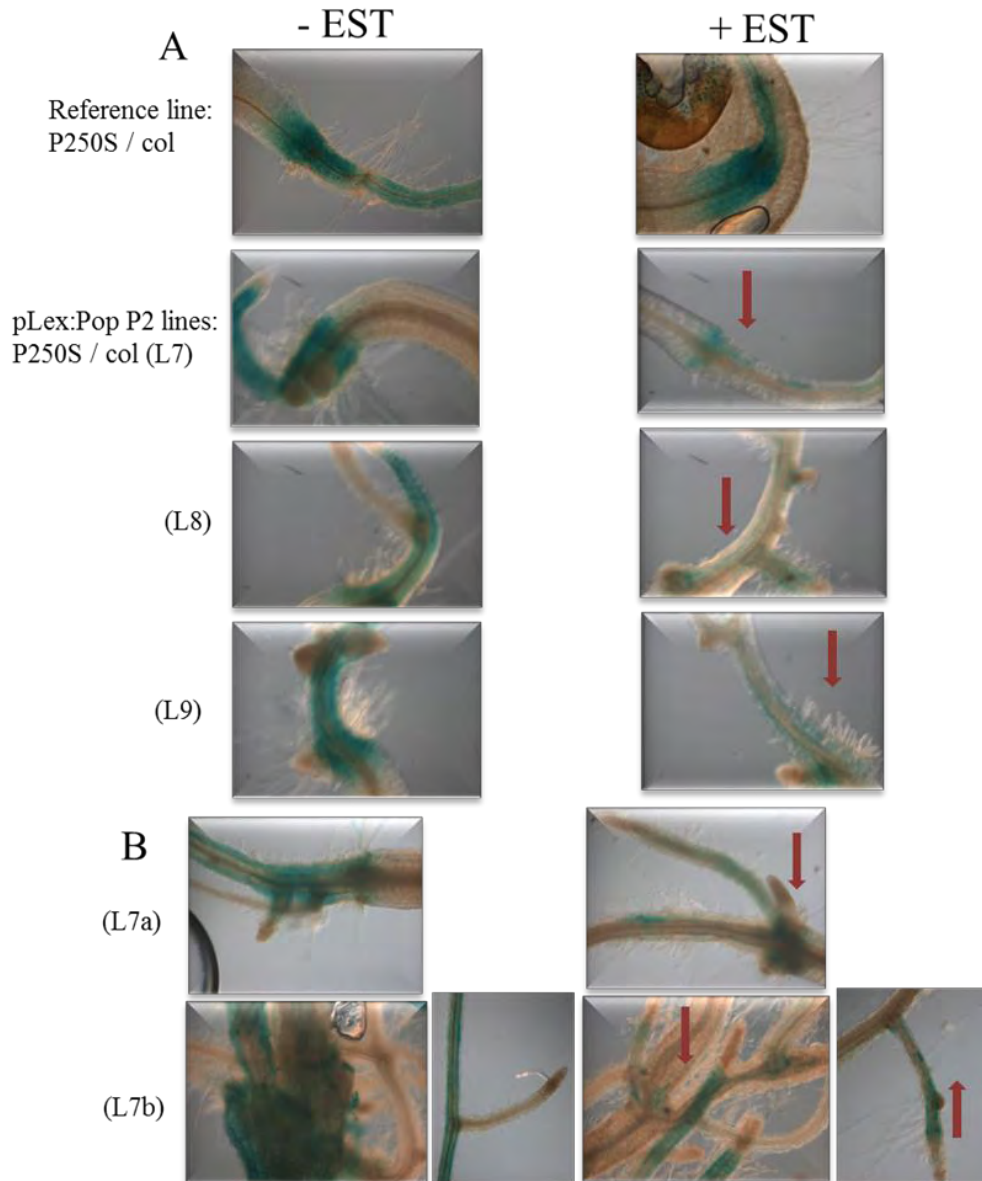 A
- EST
+ EST
Reference line:
P250S / col
pLex:Pop P2 lines:
P250S / col (L7)
(L8)
(L9)
B
(L7a)
(L7b)